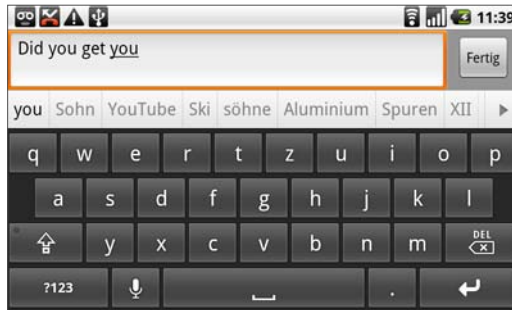 11:39
Did you get you
Fertig
you Sohn YouTube Ski söhne Aluminium Spuren XII
q w e r t z u i o p
a s d f g h j k l
y x c v b n m DEL
?123 .